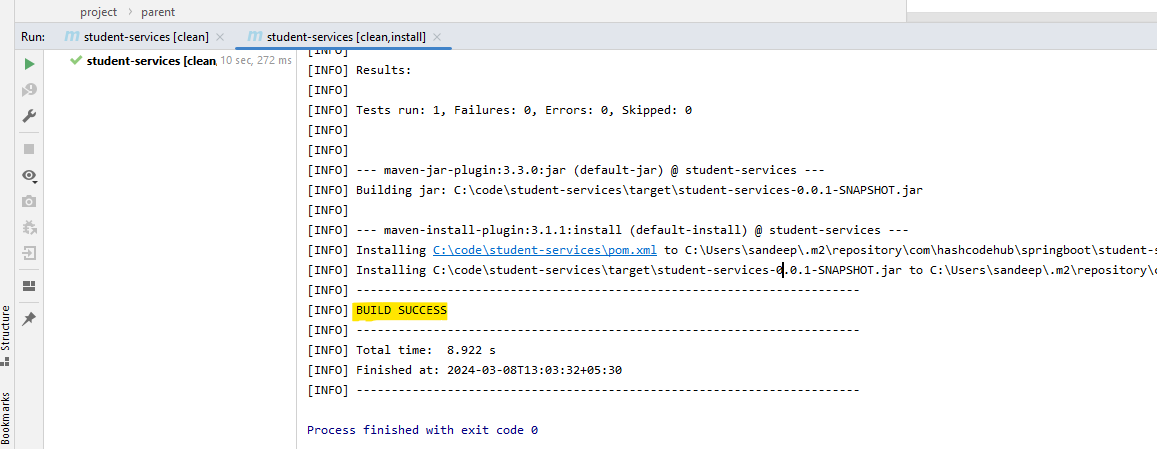 project › parent
Run: student-services [clean] × student-services [clean,install] ×
student-services [clean, 10 sec, 272 ms
[INFO]
[INFO] Results:
[INFO]
[INFO] Tests run: 1, Failures: 0, Errors: 0, Skipped: 0
[INFO]
[INFO]
[INFO] --- maven-jar-plugin:3.3.0:jar (default-jar) @ student-services ---
[INFO] Building jar: C:\code\student-services\target\student-services-0.0.1-SNAPSHOT.jar
[INFO]
[INFO] --- maven-install-plugin:3.1.1:install (default-install) @ student-services ---
[INFO] Installing C:\code\student-services\pom.xml to C:\Users\sandeep\.m2\repository\com\hashcodehub\springboot\student-s
[INFO] Installing C:\code\student-services\target\student-services-0.0.1-SNAPSHOT.jar to C:\Users\sandeep\.m2\repository\c
[INFO] ------------------------------------------------------------------------
[INFO] BUILD SUCCESS
[INFO] ------------------------------------------------------------------------
[INFO] Total time:  8.922 s
[INFO] Finished at: 2024-03-08T13:03:32+05:30
[INFO] ------------------------------------------------------------------------
Process finished with exit code 0
Structure
Bookmarks